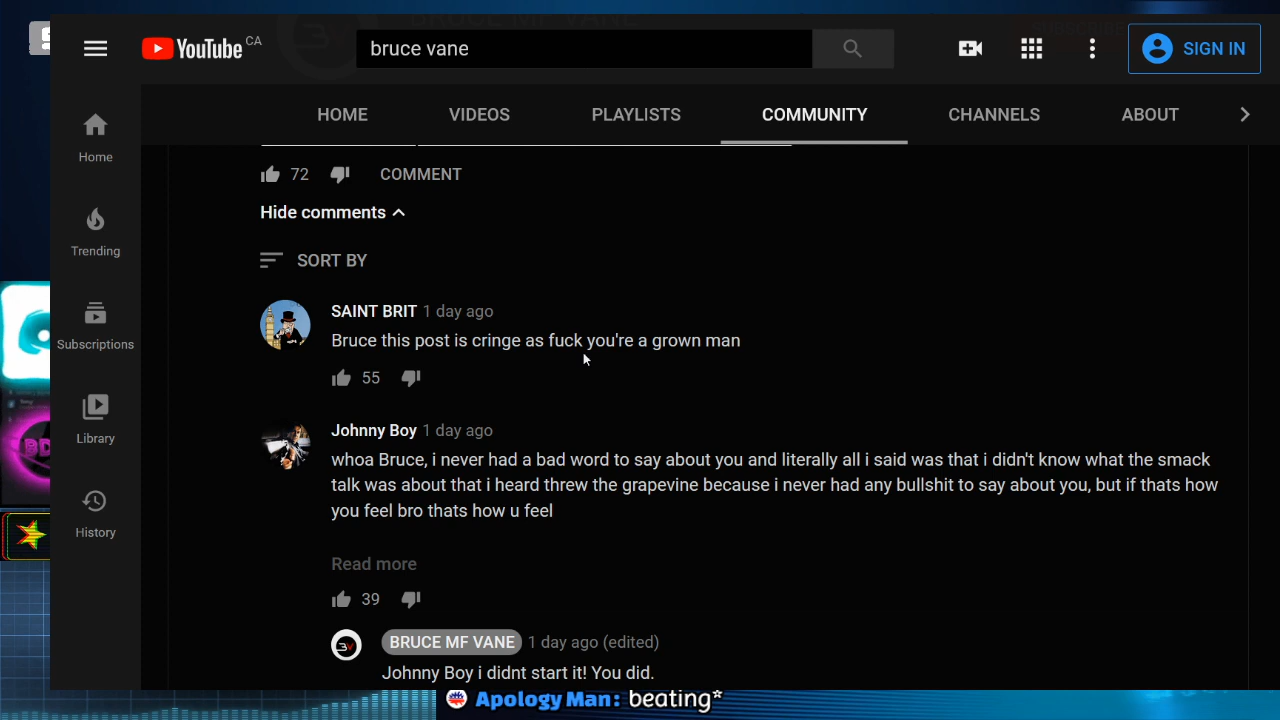 YouTube CA
bruce vane
SIGN IN
HOME
VIDEOS
PLAYLISTS
COMMUNITY
CHANNELS
ABOUT
Home
Trending
Subscriptions
Library
History
72
COMMENT
Hide comments
SORT BY
SAINT BRIT 1 day ago
Bruce this post is cringe as fuck you're a grown man
55
Johnny Boy 1 day ago
whoa Bruce, i never had a bad word to say about you and literally all i said was that i didn't know what the smack
talk was about that i heard threw the grapevine because i never had any bullshit to say about you, but if thats how
you feel bro thats how u feel
Read more
39
BRUCE MF VANE 1 day ago (edited)
Johnny Boy i didnt start it! You did.
Apology Man: beating*